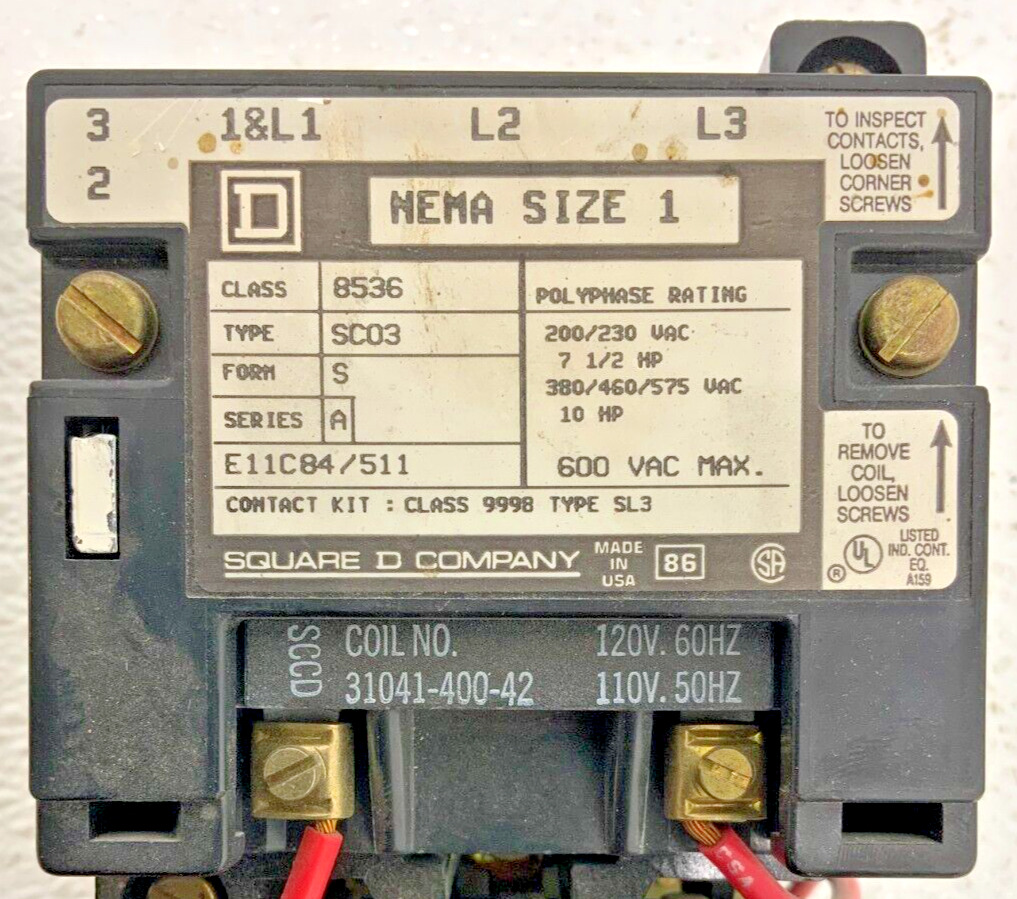 3 1&L1 L2 L3
2
TO INSPECT
CONTACTS,
LOOSEN
CORNER
SCREWS
D
NEMA SIZE 1
CLASS 8536
TYPE SCO3
FORM S
SERIES A
E11C84/511
POLYPHASE RATING
200/230 VAC
7 1/2 HP
380/460/575 VAC
10 HP
600 VAC MAX.
CONTACT KIT : CLASS 9998 TYPE SL3
TO
REMOVE
COIL,
LOOSEN
SCREWS
SQUARE D COMPANY
MADE
IN
USA
86
SA
UL
®
LISTED
IND. CONT.
EQ.
A159
SCCD
COIL NO. 120V. 60HZ
31041-400-42 110V. 50HZ